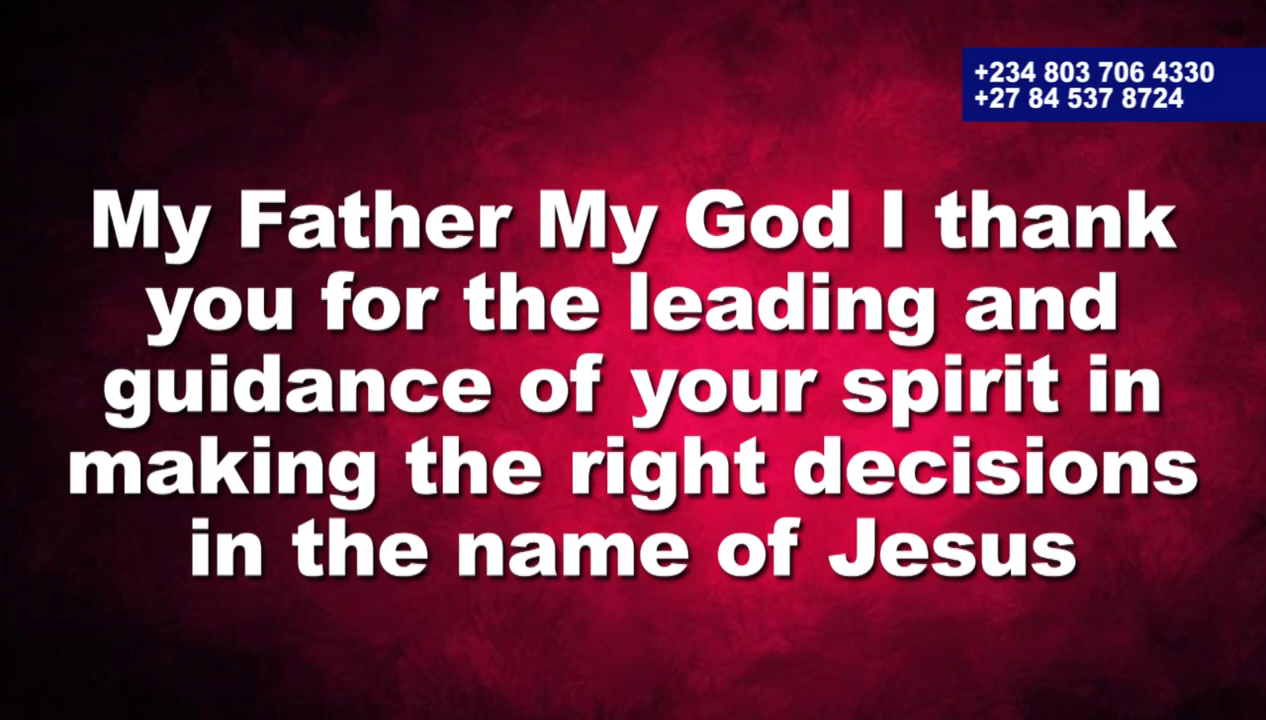 +234 803 706 4330
+27 84 537 8724
My Father My God I thank
you for the leading and
guidance of your spirit in
making the right decisions
in the name of Jesus